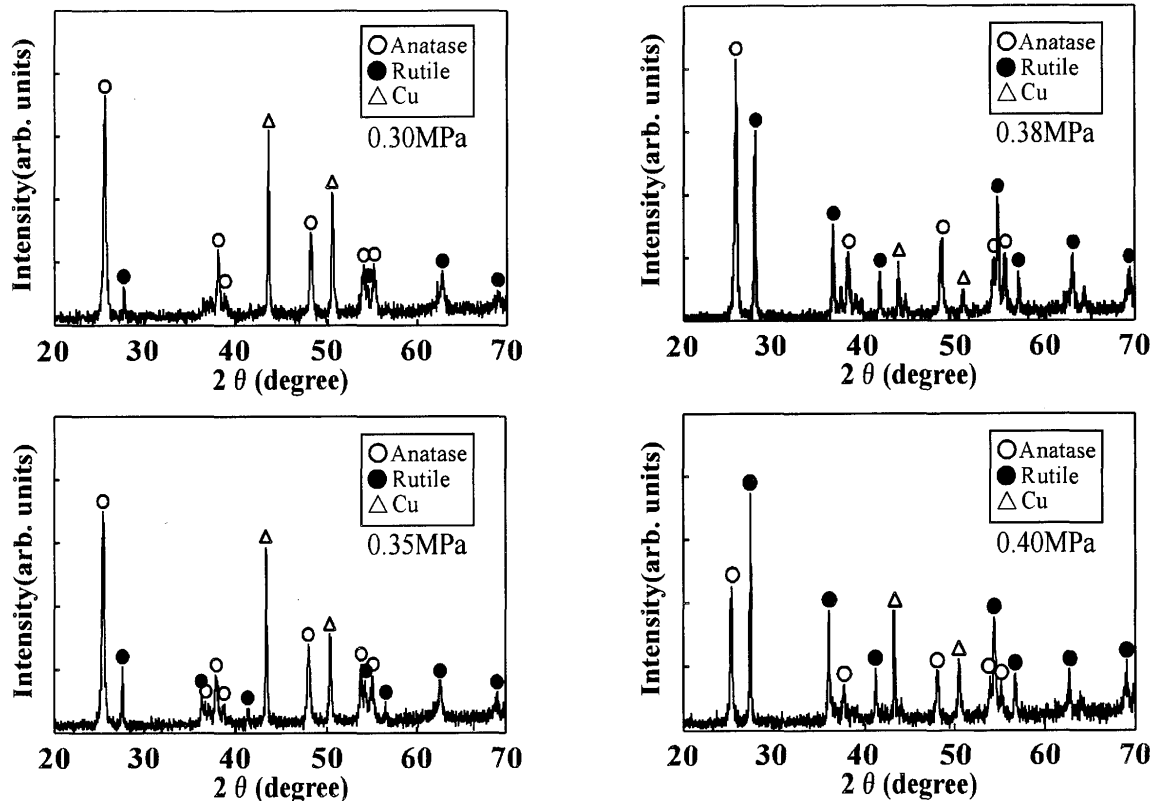 Intensity(arb. units)
○ Anatase
● Rutile
△ Cu
0.30MPa
20 30 40 50 60 70
2 θ (degree)
Intensity(arb. units)
○ Anatase
● Rutile
△ Cu
0.38MPa
20 30 40 50 60 70
2 θ (degree)
Intensity(arb. units)
○ Anatase
● Rutile
△ Cu
0.35MPa
20 30 40 50 60 70
2 θ (degree)
Intensity(arb. units)
○ Anatase
● Rutile
△ Cu
0.40MPa
20 30 40 50 60 70
2 θ (degree)